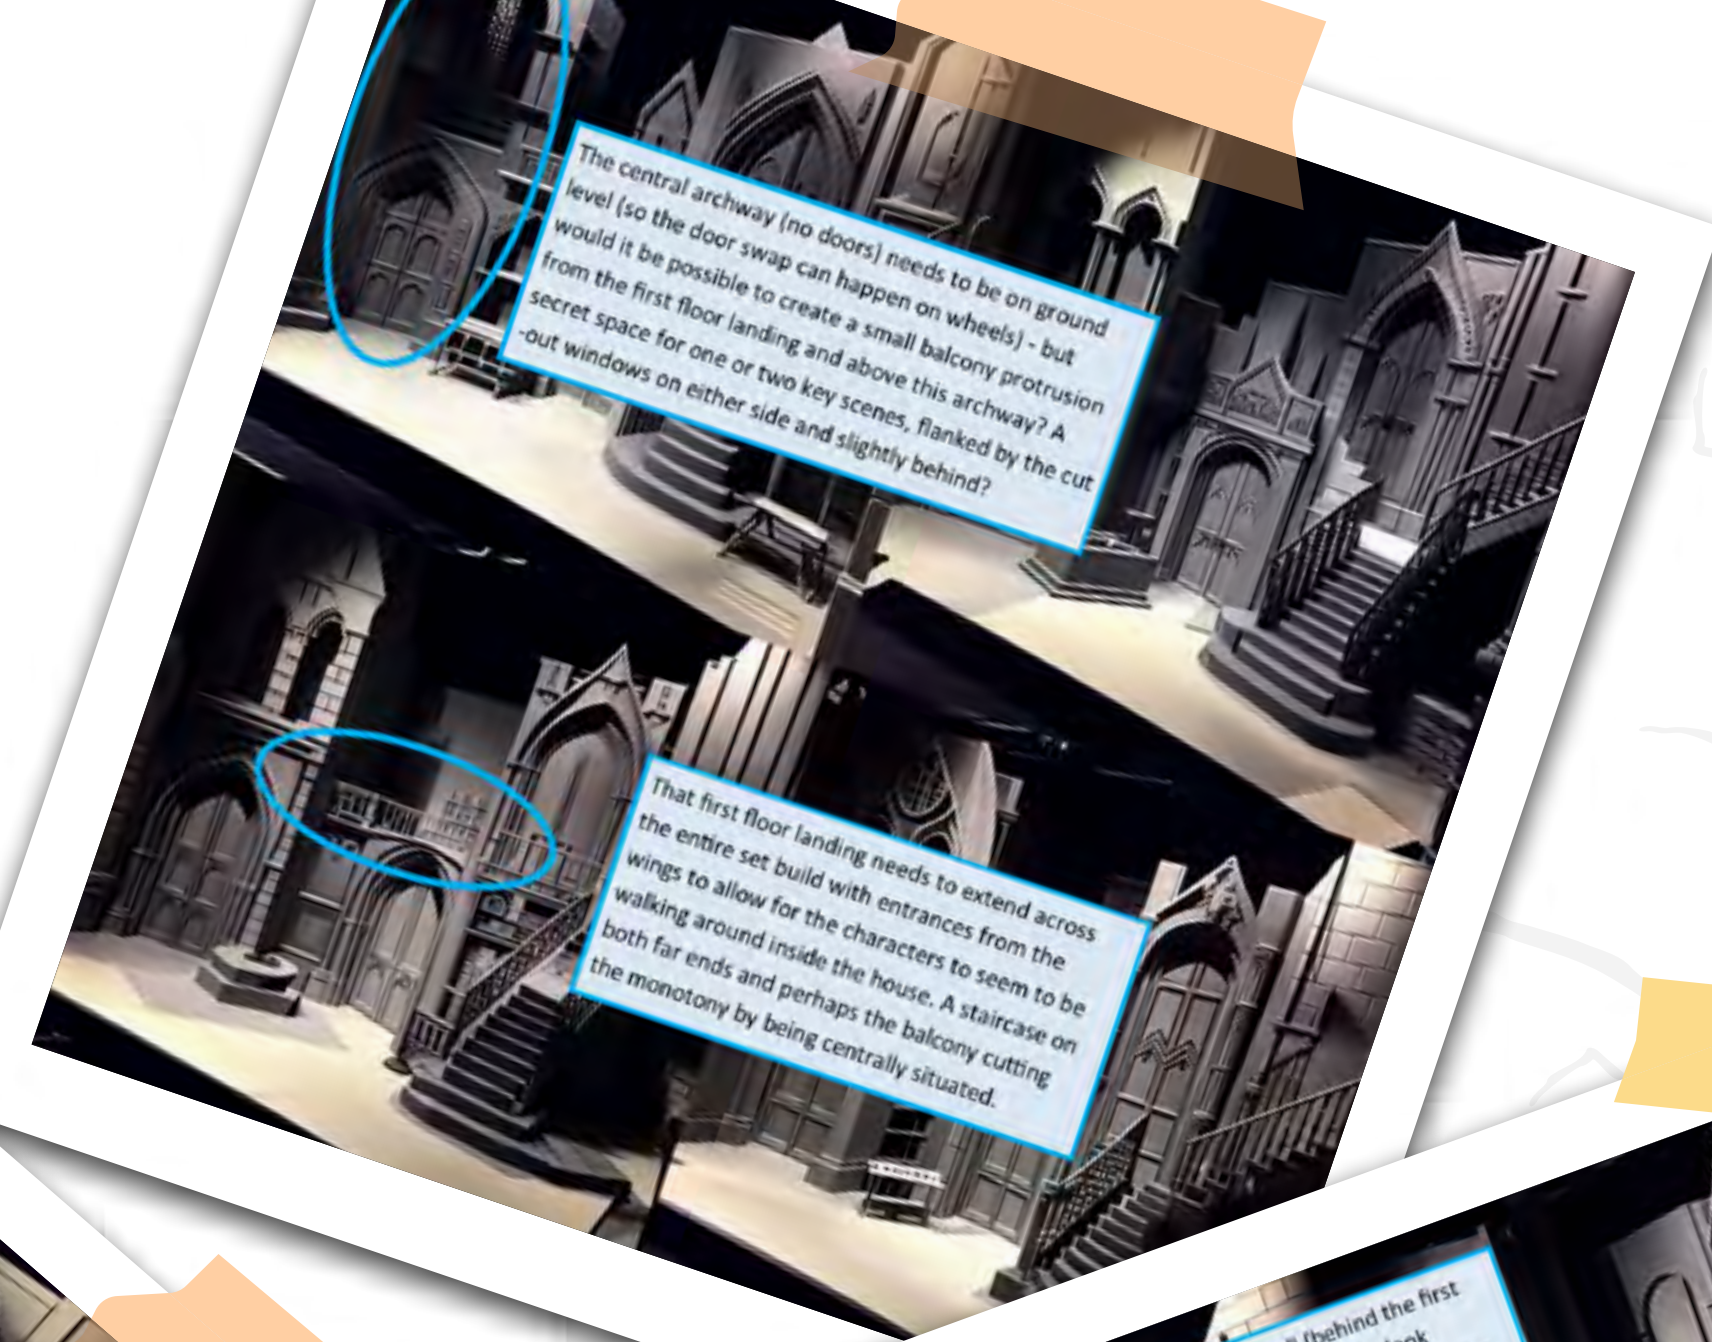 The central archway (no doors) needs to be on ground
level (so the door swap can happen on wheels) - but
would it be possible to create a small balcony protrusion
from the first floor landing and above this archway? A
secret space for one or two key scenes, flanked by the cut
-out windows on either side and slightly behind?
That first floor landing needs to extend across
the entire set build with entrances from the
wings to allow for the characters to seem to be
walking around inside the house. A staircase on
both far ends and perhaps the balcony cutting
the monotony by being centrally situated.
(behind the first